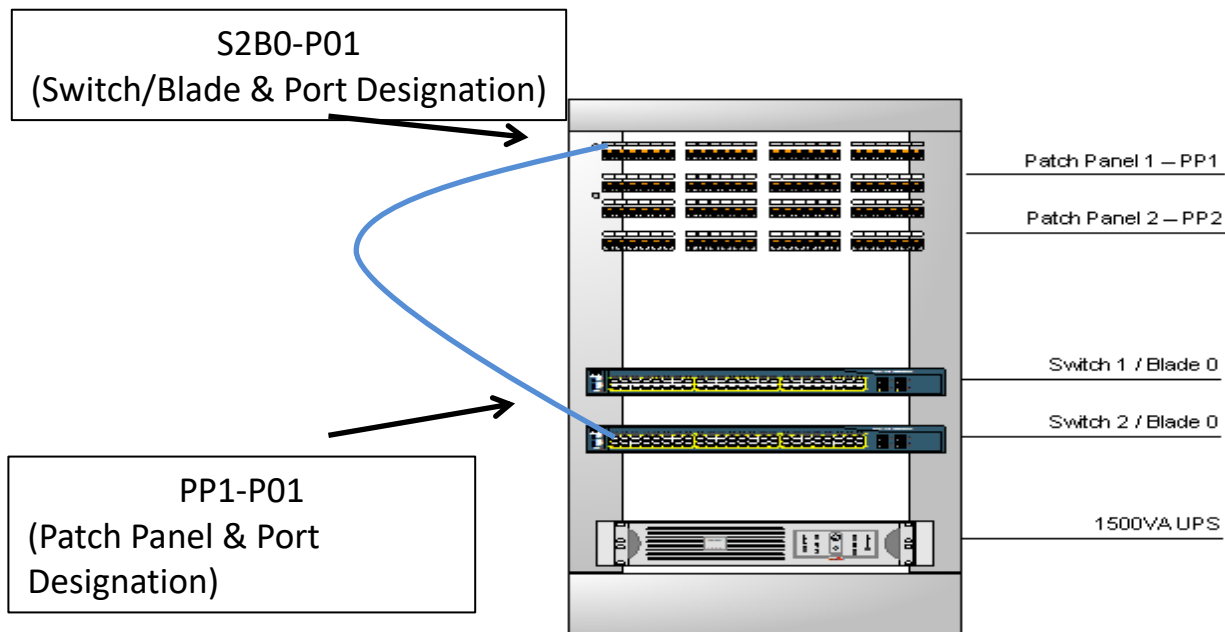 S2B0-P01
(Switch/Blade & Port Designation)
Patch Panel 1 – PP1
Patch Panel 2 – PP2
Switch 1 / Blade 0
Switch 2 / Blade 0
PP1-P01
(Patch Panel & Port
Designation)
1500VA UPS